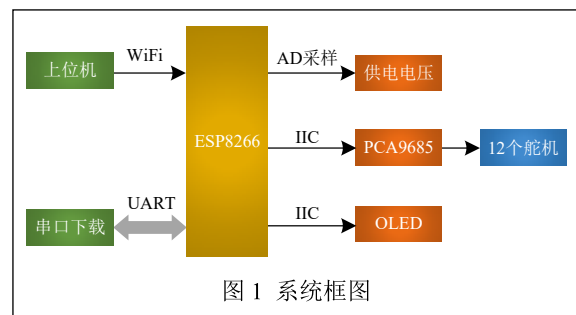 上位机
WiFi
ESP8266
AD采样
供电电压
IIC
PCA9685
12个舵机
串口下载
UART
IIC
OLED
图 1 系统框图